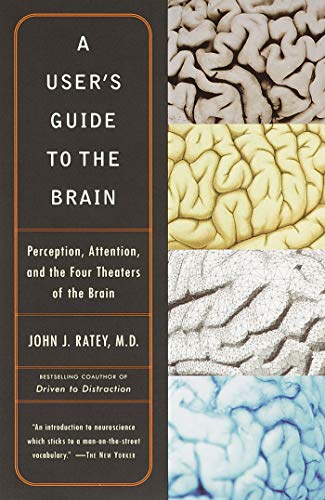 A
USER'S
GUIDE
TO THE
BRAIN
Perception, Attention,
and the Four Theaters
of the Brain
JOHN J. RATEY, M.D.
BESTSELLING COAUTHOR OF
Driven to Distraction
"An introduction to neuroscience
which sticks to a man-on-the-street
vocabulary." —THE NEW YORKER